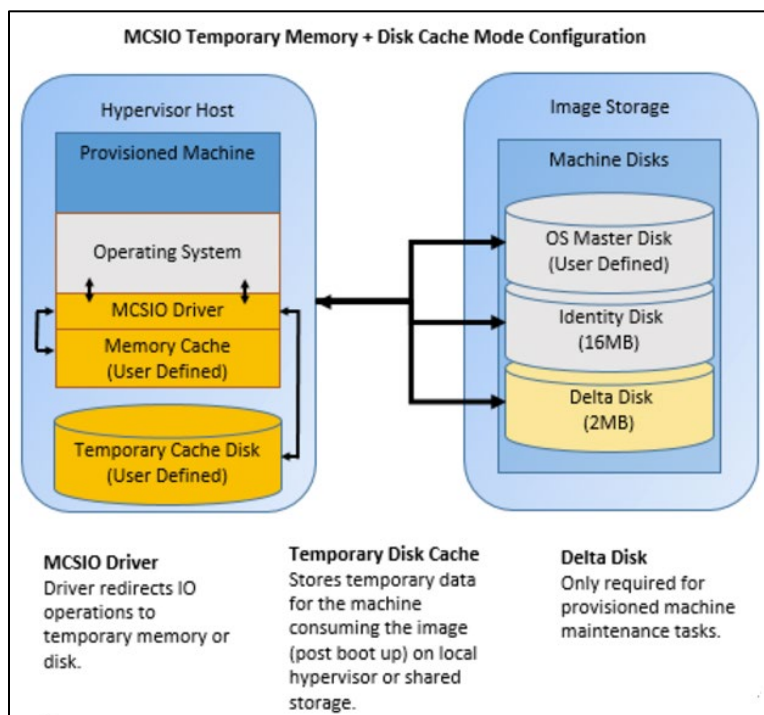 MCSIO Temporary Memory + Disk Cache Mode Configuration
Hypervisor Host
Provisioned Machine
Operating System
MCSIO Driver
Memory Cache
(User Defined)
Temporary Cache Disk
(User Defined)
Image Storage
Machine Disks
OS Master Disk
(User Defined)
Identity Disk
(16MB)
Delta Disk
(2MB)
MCSIO Driver
Driver redirects IO
operations to
temporary memory or
disk.
Temporary Disk Cache
Stores temporary data
for the machine
consuming the image
(post boot up) on local
hypervisor or shared
storage.
Delta Disk
Only required for
provisioned machine
maintenance tasks.